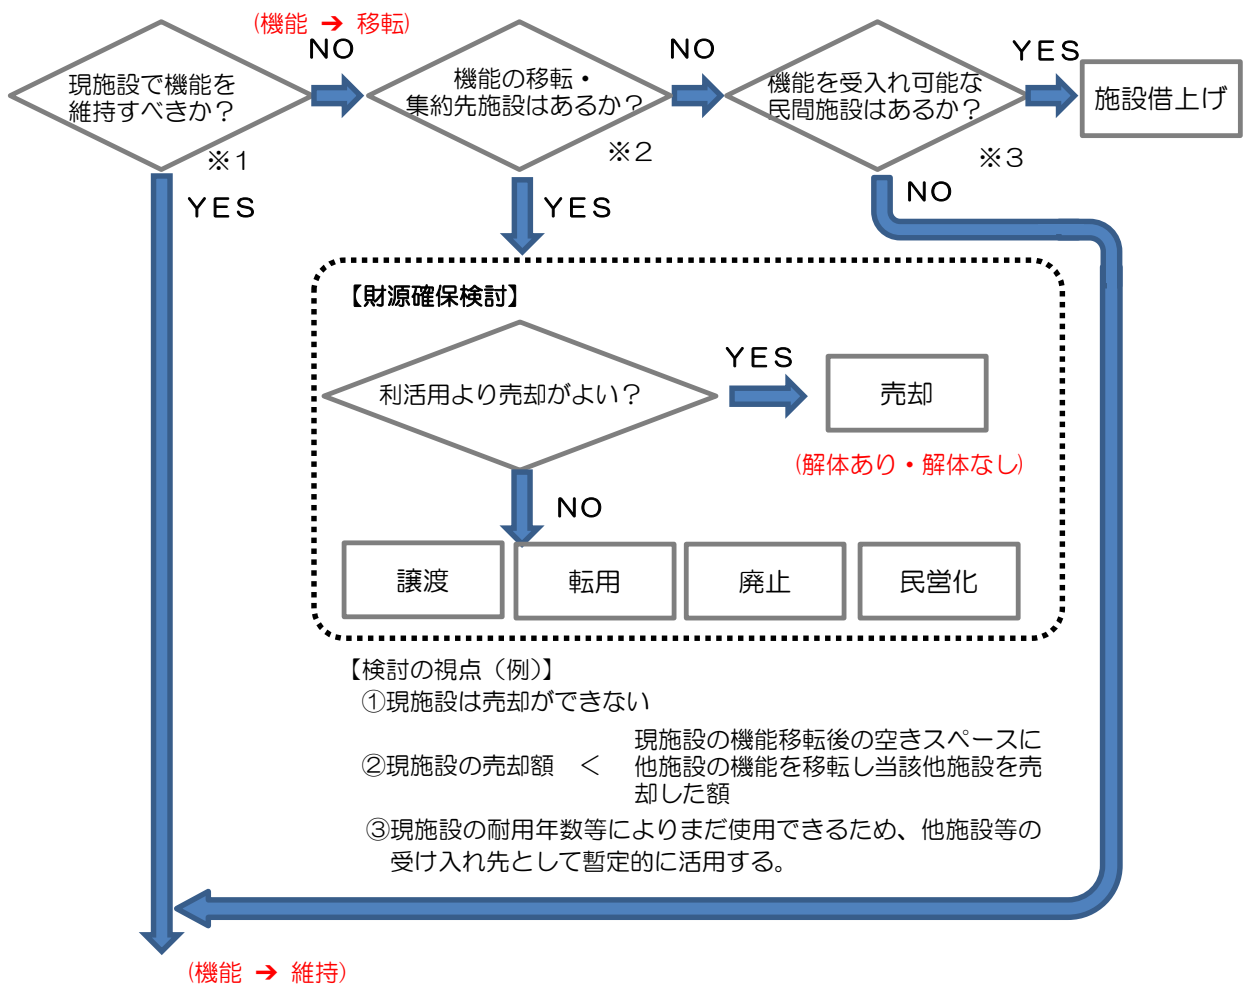 (機能 ➔ 移転)
現施設で機能を
維持すべきか？
※1
NO
機能の移転・
集約先施設はあるか？
※2
NO
機能を受入れ可能な
民間施設はあるか？
※3
YES
施設借上げ
YES
YES
NO
【財源確保検討】
利活用より売却がよい？
YES
売却
(解体あり・解体なし)
NO
譲渡
転用
廃止
民営化
【検討の視点（例）】
①現施設は売却ができない
②現施設の売却額　＜
現施設の機能移転後の空きスペースに
他施設の機能を移転し当該他施設を売
却した額
③現施設の耐用年数等によりまだ使用できるため、他施設等の
受け入れ先として暫定的に活用する。
(機能 ➔ 維持)